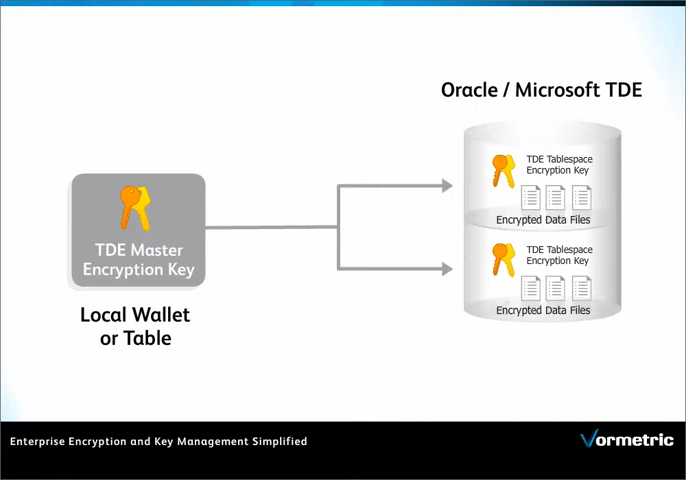 Oracle / Microsoft TDE
TDE Tablespace
Encryption Key
Encrypted Data Files
TDE Tablespace
Encryption Key
Encrypted Data Files
TDE Master
Encryption Key
Local Wallet
or Table
Enterprise Encryption and Key Management Simplified
Vormetric